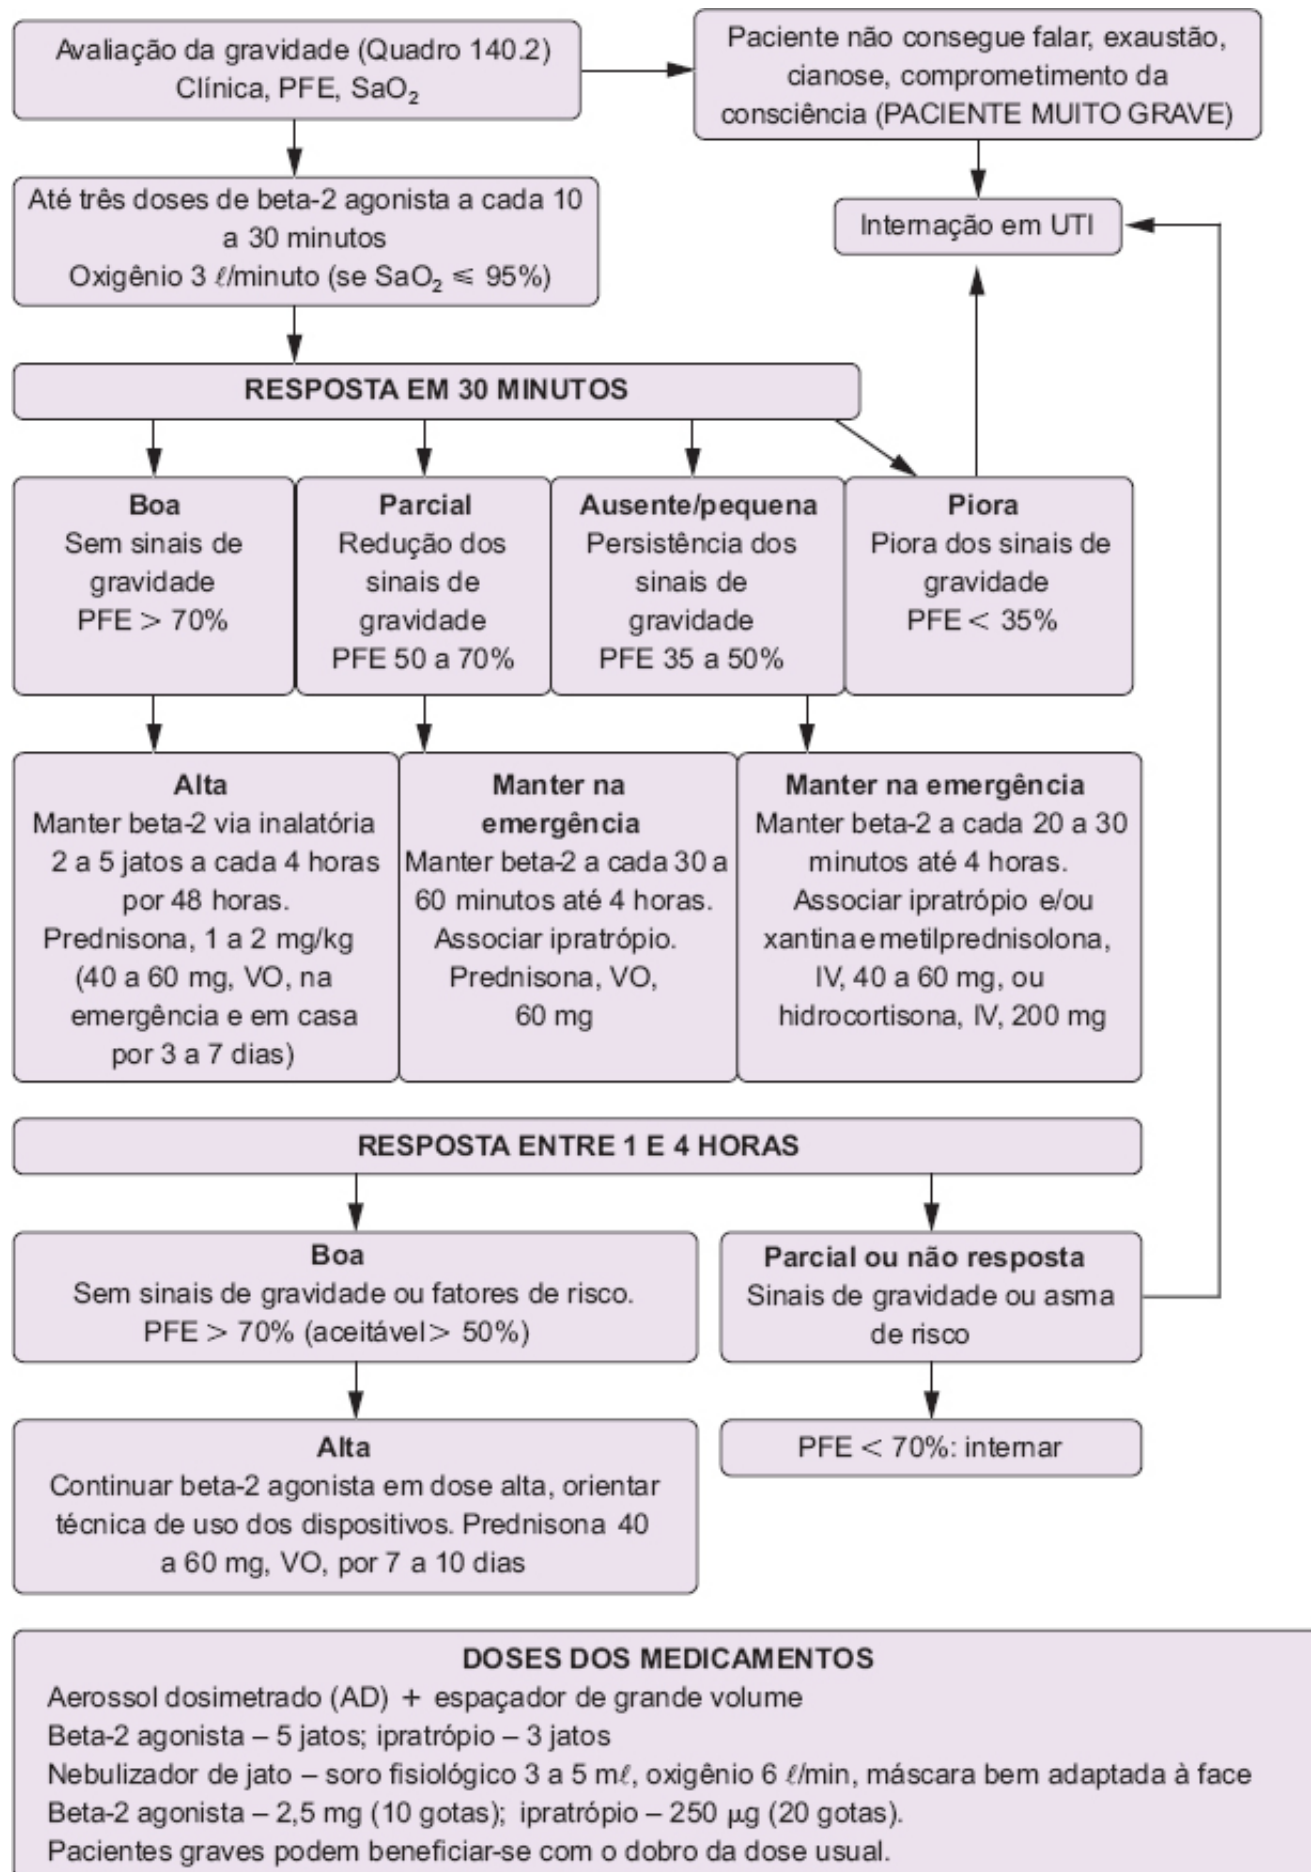 Avaliação da gravidade (Quadro 140.2)
Clínica, PFE, SaO₂
Paciente não consegue falar, exaustão,
cianose, comprometimento da
consciência (PACIENTE MUITO GRAVE)
Até três doses de beta-2 agonista a cada 10
a 30 minutos
Oxigênio 3 ℓ/minuto (se SaO₂ ⩽ 95%)
Internação em UTI
RESPOSTA EM 30 MINUTOS
Boa
Sem sinais de
gravidade
PFE > 70%
Parcial
Redução dos
sinais de
gravidade
PFE 50 a 70%
Ausente/pequena
Persistência dos
sinais de
gravidade
PFE 35 a 50%
Piora
Piora dos sinais de
gravidade
PFE < 35%
Alta
Manter beta-2 via inalatória
2 a 5 jatos a cada 4 horas
por 48 horas.
Prednisona, 1 a 2 mg/kg
(40 a 60 mg, VO, na
emergência e em casa
por 3 a 7 dias)
Manter na
emergência
Manter beta-2 a cada 30 a
60 minutos até 4 horas.
Associar ipratrópio.
Prednisona, VO,
60 mg
Manter na emergência
Manter beta-2 a cada 20 a 30
minutos até 4 horas.
Associar ipratrópio e/ou
xantina e metilprednisolona,
IV, 40 a 60 mg, ou
hidrocortisona, IV, 200 mg
RESPOSTA ENTRE 1 E 4 HORAS
Boa
Sem sinais de gravidade ou fatores de risco.
PFE > 70% (aceitável > 50%)
Parcial ou não resposta
Sinais de gravidade ou asma
de risco
Alta
Continuar beta-2 agonista em dose alta, orientar
técnica de uso dos dispositivos. Prednisona 40
a 60 mg, VO, por 7 a 10 dias
PFE < 70%: internar
DOSES DOS MEDICAMENTOS
Aerossol dosimetrado (AD) + espaçador de grande volume
Beta-2 agonista – 5 jatos; ipratrópio – 3 jatos
Nebulizador de jato – soro fisiológico 3 a 5 mℓ, oxigênio 6 ℓ/min, máscara bem adaptada à face
Beta-2 agonista – 2,5 mg (10 gotas); ipratrópio – 250 μg (20 gotas).
Pacientes graves podem beneficiar-se com o dobro da dose usual.